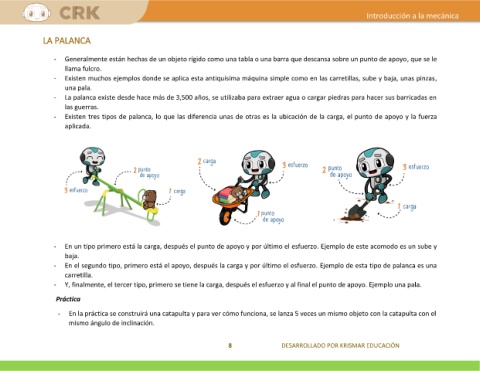 CRK
Introducción a la mecánica
LA PALANCA
- Generalmente están hechas de un objeto rígido como una tabla o una barra que descansa sobre un punto de apoyo, que se le
llama fulcro.
- Existen muchos ejemplos donde se aplica esta antiquísima máquina simple como en las carretillas, sube y baja, unas pinzas,
una pala.
- La palanca existe desde hace más de 3,500 años, se utilizaba para extraer agua o cargar piedras para hacer sus barricadas en
las guerras.
- Existen tres tipos de palanca, lo que las diferencia unas de otras es la ubicación de la carga, el punto de apoyo y la fuerza
aplicada.
2 punto
de apoyo
3 esfuerzo
1 carga
2 carga
3 esfuerzo
1 punto
de apoyo
2 punto
de apoyo
3 esfuerzo
1 carga
- En un tipo primero está la carga, después el punto de apoyo y por último el esfuerzo. Ejemplo de este acomodo es un sube y
baja.
- En el segundo tipo, primero está el apoyo, después la carga y por último el esfuerzo. Ejemplo de esta tipo de palanca es una
carretilla.
- Y, finalmente, el tercer tipo, primero se tiene la carga, después el esfuerzo y al final el punto de apoyo. Ejemplo una pala.
Práctica
- En la práctica se construirá una catapulta y para ver cómo funciona, se lanza 5 veces un mismo objeto con la catapulta con el
mismo ángulo de inclinación.
8 DESARROLLADO POR KRISMAR EDUCACIÓN